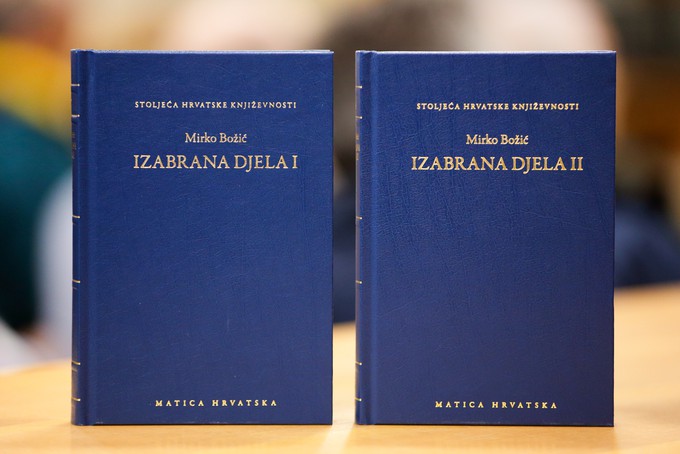 STOLJEĆA HRVATSKE KNJIŽEVNOSTI
Mirko Božić
IZABRANA DJELA I
MATICA HRVATSKA
STOLJEĆA HRVATSKE KNJIŽEVNOSTI
Mirko Božić
IZABRANA DJELA II
MATICA HRVATSKA